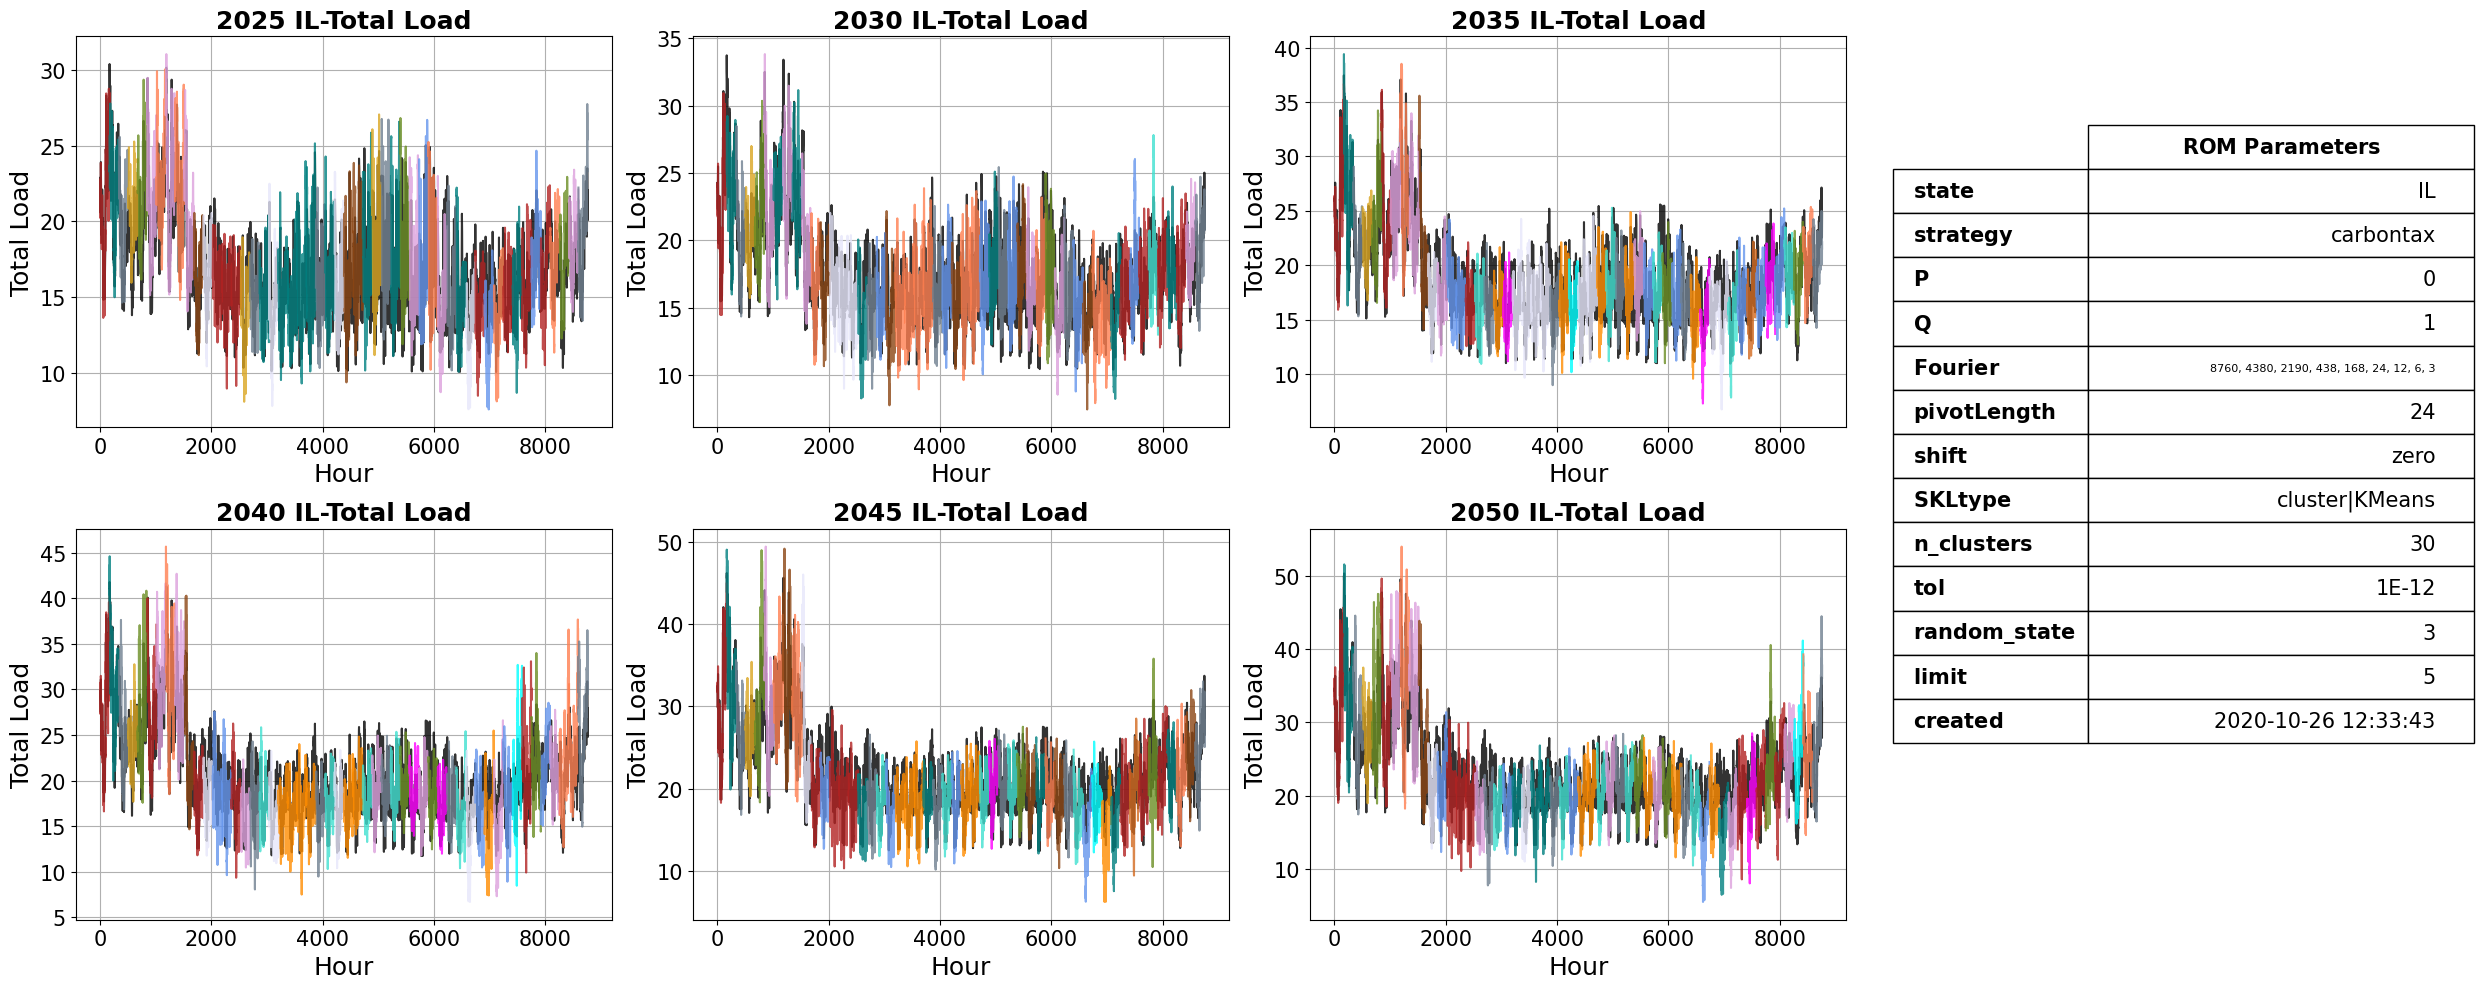 2025 IL-Total Load
30
25
20
15
10
Total Load
0 2000 4000 6000 8000
Hour
2030 IL-Total Load
35
30
25
20
15
10
Total Load
0 2000 4000 6000 8000
Hour
2035 IL-Total Load
40
35
30
25
20
15
10
Total Load
0 2000 4000 6000 8000
Hour
2040 IL-Total Load
45
40
35
30
25
20
15
10
5
Total Load
0 2000 4000 6000 8000
Hour
2045 IL-Total Load
50
40
30
20
10
Total Load
0 2000 4000 6000 8000
Hour
2050 IL-Total Load
50
40
30
20
10
Total Load
0 2000 4000 6000 8000
Hour
ROM Parameters
state IL
strategy carbontax
P 0
Q 1
Fourier 8760, 4380, 2190, 438, 168, 24, 12, 6, 3
pivotLength 24
shift zero
SKLtype cluster|KMeans
n_clusters 30
tol 1E-12
random_state 3
limit 5
created 2020-10-26 12:33:43